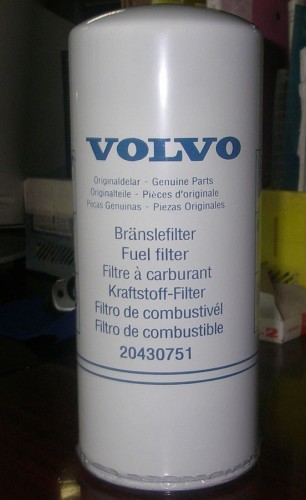 VOLVO
Originaldelar - Genuine Parts
Originalteile - Pièces d'originale
Peças Genuinas - Piezas Originales
Bränslefilter
Fuel filter
Filtre à carburant
Kraftstoff-Filter
Filtro de combustivél
Filtro de combustible
20430751